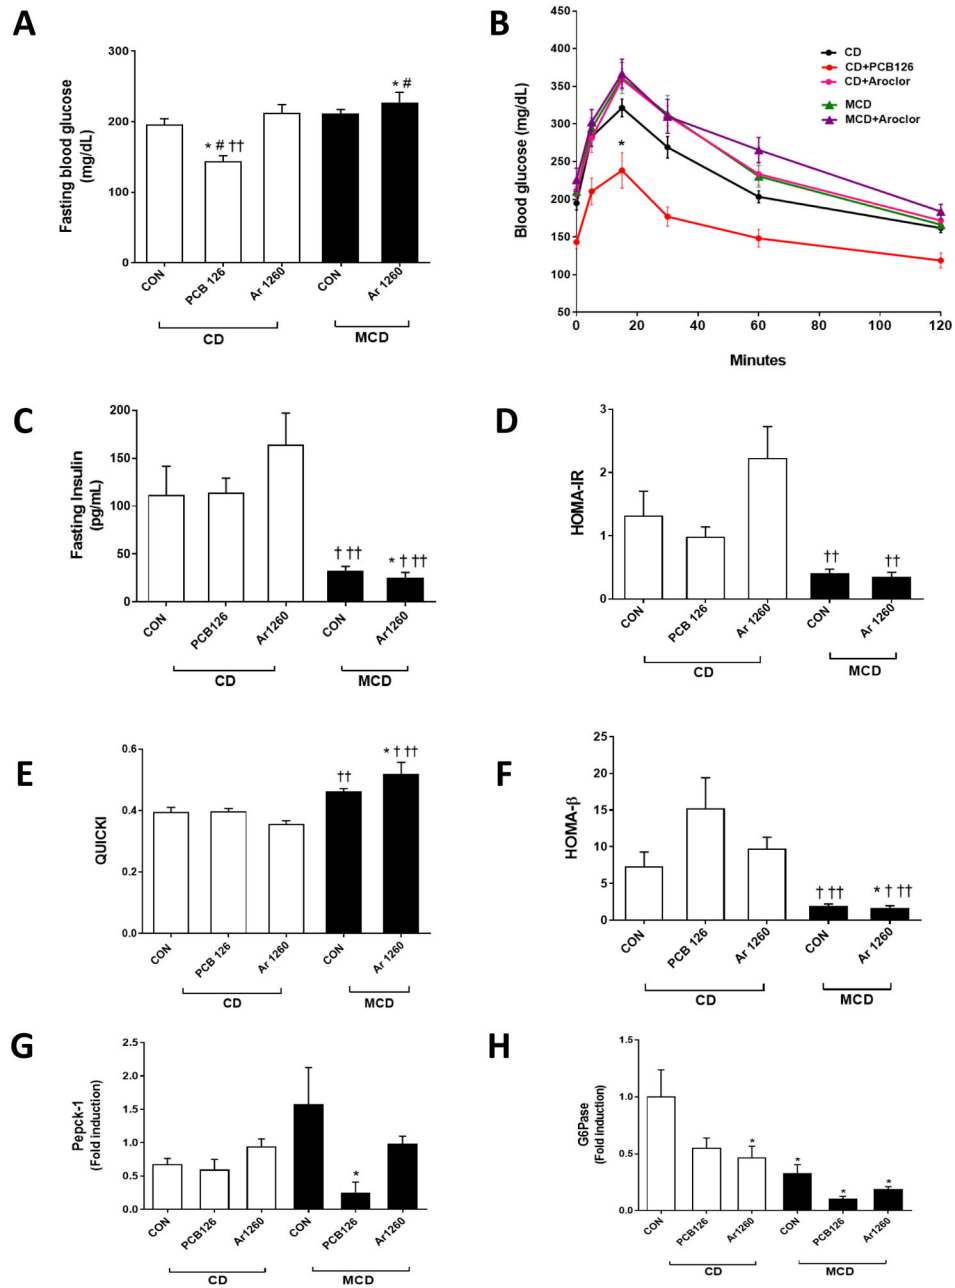 A
Fasting blood glucose
(mg/dL)
300
200
100
0
* # ††
* #
CON
PCB 126
Ar 1260
CON
Ar 1260
CD
MCD
B
Blood glucose (mg/dL)
450
400
350
300
250
200
150
100
50
*
CD
CD+PCB126
CD+Aroclor
MCD
MCD+Aroclor
0
20
40
60
80
100
120
Minutes
C
Fasting Insulin
(pg/mL)
200
150
100
50
0
† ††
* † ††
CON
PCB126
Ar1260
CON
Ar1260
CD
MCD
D
HOMA-IR
3
2
1
0
††
††
CON
PCB 126
Ar 1260
CON
Ar 1260
CD
MCD
E
QUICKI
0.6
0.4
0.2
0.0
††
* † ††
CON
PCB 126
Ar 1260
CON
Ar 1260
CD
MCD
F
HOMA-β
25
20
15
10
5
0
† ††
* † ††
CON
PCB 126
Ar 1260
CON
Ar 1260
CD
MCD
G
Pepck-1
(Fold induction)
2.5
2.0
1.5
1.0
0.5
0.0
*
CON
PCB126
Ar1260
CON
PCB126
Ar1260
CD
MCD
H
G6Pase
(Fold induction)
1.5
1.0
0.5
0.0
*
*
*
*
CON
PCB126
Ar1260
CON
PCB126
Ar1260
CD
MCD